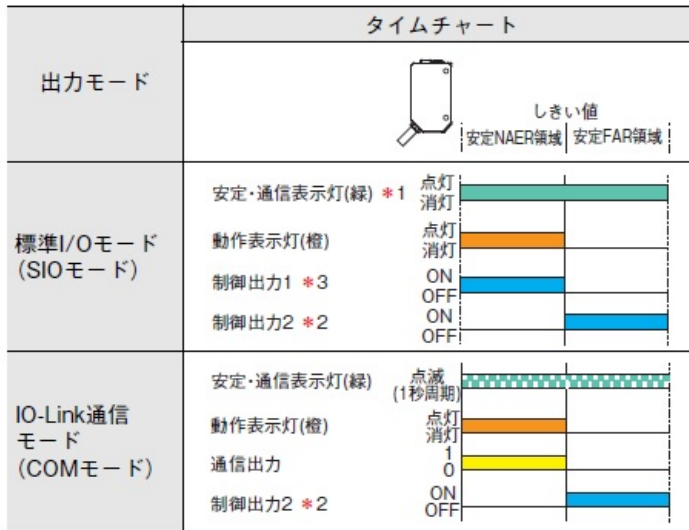 タイムチャート
出力モード
しきい値
安定NAER領域 安定FAR領域
標準I/Oモード
(SIOモード)
安定・通信表示灯(緑) *1 点灯
消灯
動作表示灯(橙) 点灯
消灯
制御出力1 *3 ON
OFF
制御出力2 *2 ON
OFF
IO-Link通信
モード
(COMモード)
安定・通信表示灯(緑) 点滅
(1秒周期)
動作表示灯(橙) 点灯
消灯
通信出力 1
0
制御出力2 *2 ON
OFF